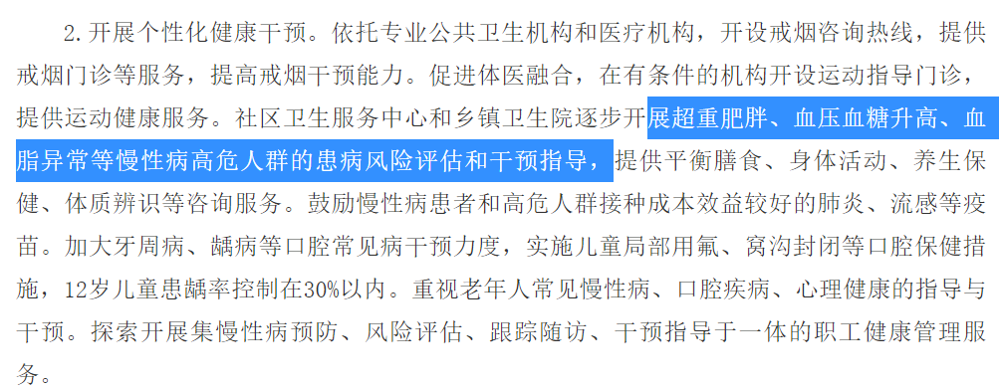 2.开展个性化健康干预。依托专业公共卫生机构和医疗机构，开设戒烟咨询热线，提供
戒烟门诊等服务，提高戒烟干预能力。促进体医融合，在有条件的机构开设运动指导门诊，
提供运动健康服务。社区卫生服务中心和乡镇卫生院逐步开展超重肥胖、血压血糖升高、血
脂异常等慢性病高危人群的患病风险评估和干预指导，提供平衡膳食、身体活动、养生保
健、体质辨识等咨询服务。鼓励慢性病患者和高危人群接种成本效益较好的肺炎、流感等疫
苗。加大牙周病、龋病等口腔常见病干预力度，实施儿童局部用氟、窝沟封闭等口腔保健措
施，12岁儿童患龋率控制在30%以内。重视老年人常见慢性病、口腔疾病、心理健康的指导与
干预。探索开展集慢性病预防、风险评估、跟踪随访、干预指导于一体的职工健康管理服
务。